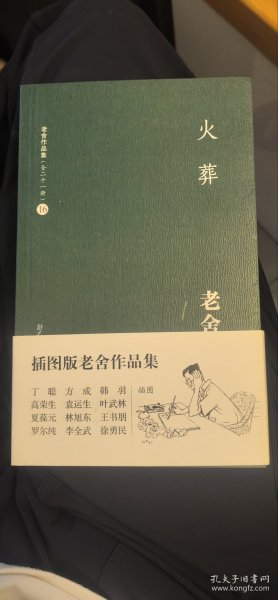 火葬
老舍
老舍作品集(全二十一册)16
插图版老舍作品集
丁聪 方成 韩羽 插图
高荣生 袁运生 叶武林
夏葆元 林旭东 王书朋
罗尔纯 李全武 徐勇民
孔夫子旧书网